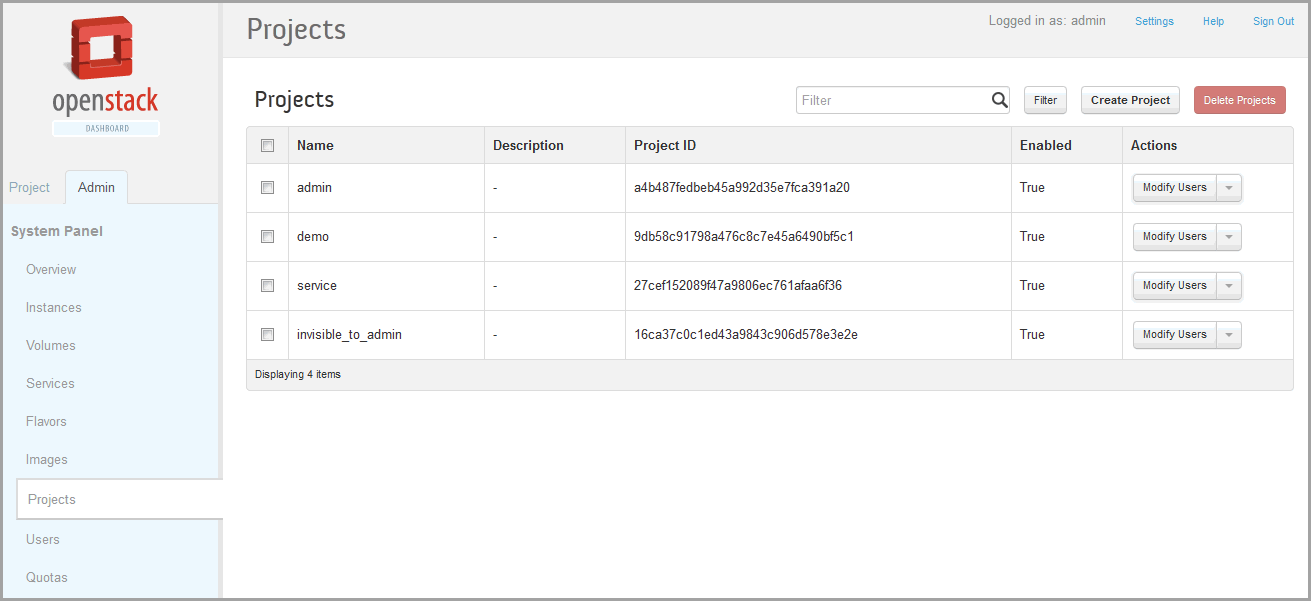 Projects
Logged in as: admin Settings Help Sign Out
openstack
DASHBOARD
Project Admin
System Panel
Overview
Instances
Volumes
Services
Flavors
Images
Projects
Users
Quotas
Projects
Filter Filter Create Project Delete Projects
Name Description Project ID Enabled Actions
admin - a4b487fedbeb45a992d35e7fca391a20 True Modify Users
demo - 9db58c91798a476c8c7e45a6490bf5c1 True Modify Users
service - 27cef152089f47a9806ec761afaa6f36 True Modify Users
invisible_to_admin - 16ca37c0c1ed43a9843c906d578e3e2e True Modify Users
Displaying 4 items